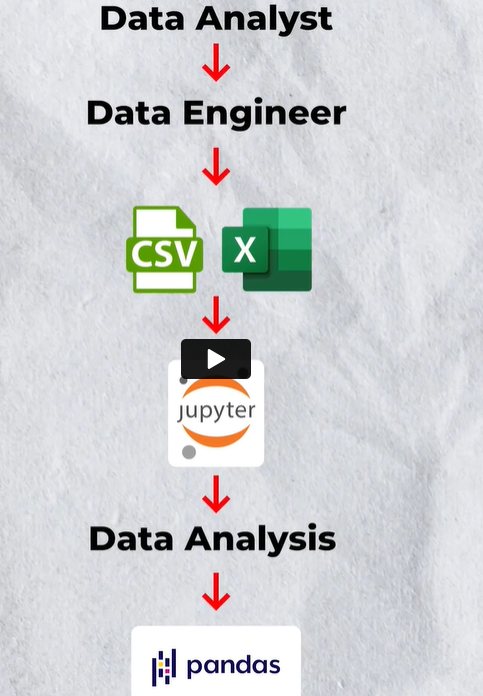 Data Analyst
Data Engineer
CSV X
jupyter
Data Analysis
pandas